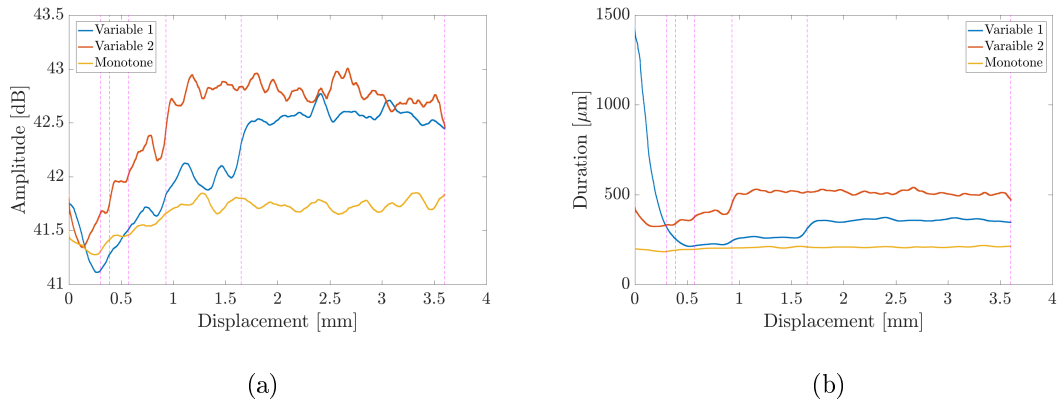 43.5
43
42.5
42
41.5
41
Amplitude [dB]
Variable 1
Variable 2
Monotone
0 0.5 1 1.5 2 2.5 3 3.5 4
Displacement [mm]
(a)
1500
1000
500
0
Duration [µm]
Variable 1
Varaible 2
Monotone
0 0.5 1 1.5 2 2.5 3 3.5 4
Displacement [mm]
(b)